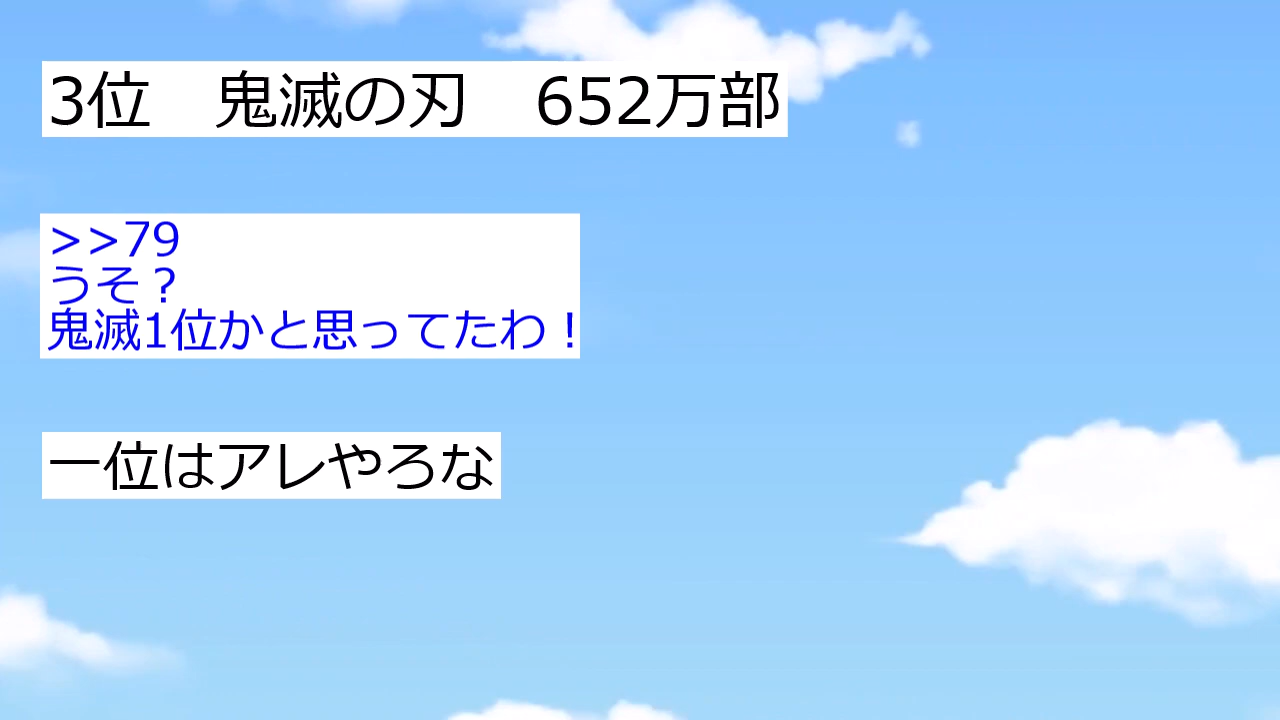 3位　鬼滅の刃　652万部
>>79
うそ？
鬼滅1位かと思ってたわ！
一位はアレやろな